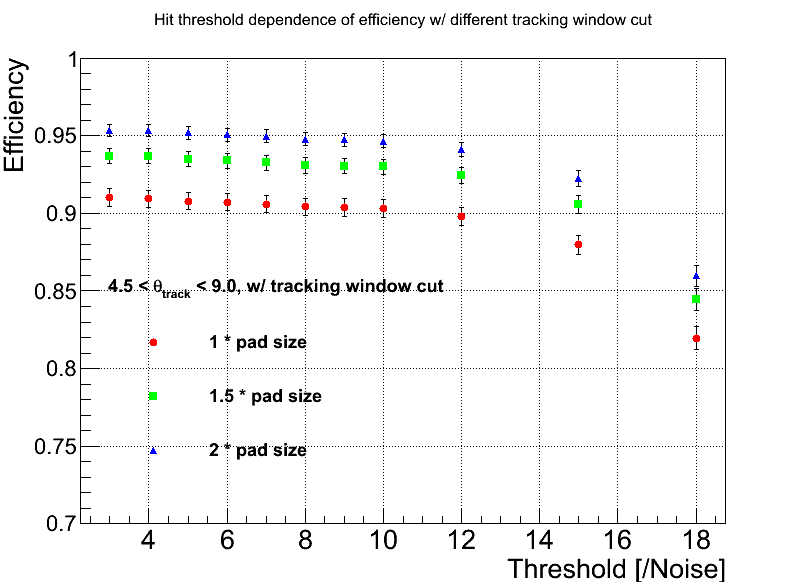 Hit threshold dependence of efficiency w/ different tracking window cut
Efficiency
1
0.95
0.9
0.85
0.8
0.75
0.7
4.5 < θtrack < 9.0, w/ tracking window cut
1 * pad size
1.5 * pad size
2 * pad size
4 6 8 10 12 14 16 18
Threshold [/Noise]